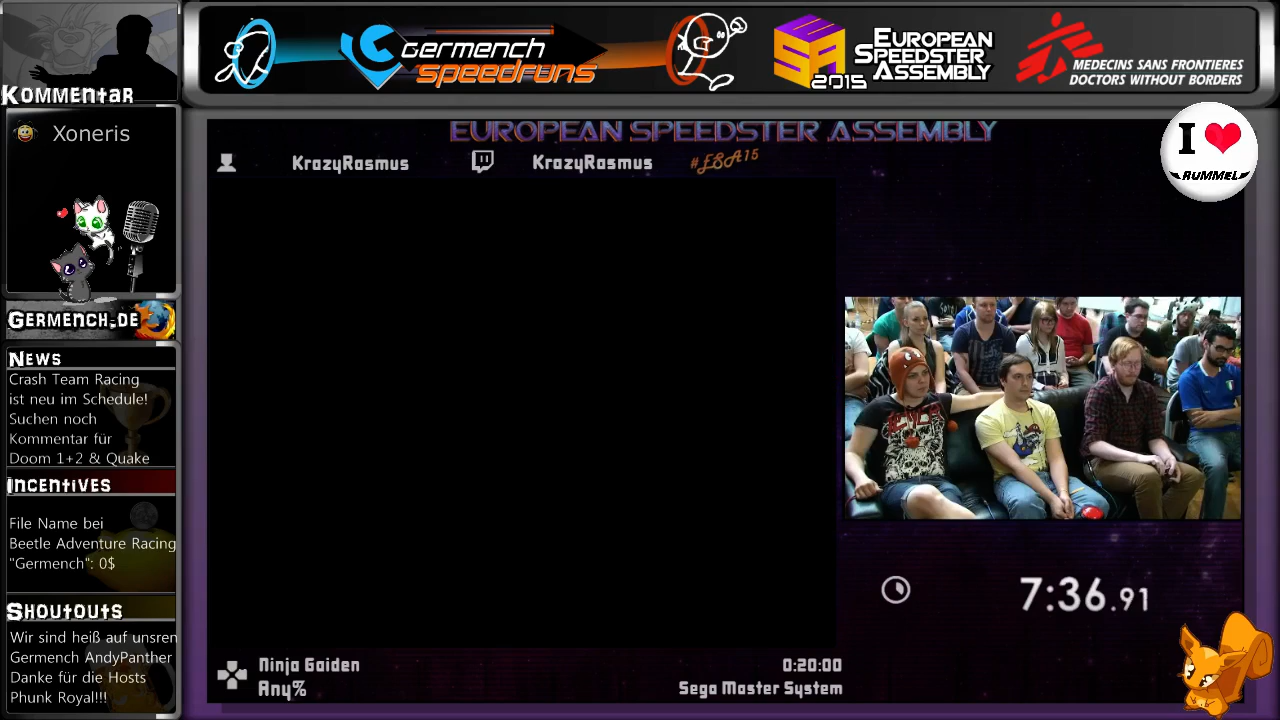 Kommentar
Xoneris
Germench.de
News
Crash Team Racing
ist neu im Schedule!
Suchen noch
Kommentar für
Doom 1+2 & Quake
Incentives
File Name bei
Beetle Adventure Racing
"Germench": 0$
Shoutouts
Wir sind heiß auf unsren
Germench AndyPanther
Danke für die Hosts
Phunk Royal!!!
Germench
speedruns
SA
2015
European
Speedster
Assembly
MEDECINS SANS FRONTIERES
DOCTORS WITHOUT BORDERS
EUROPEAN SPEEDSTER ASSEMBLY
KrazyRasmus
KrazyRasmus
#ESA15
I
RUMMEL
7:36.91
Ninja Gaiden
Any%
0:20:00
Sega Master System